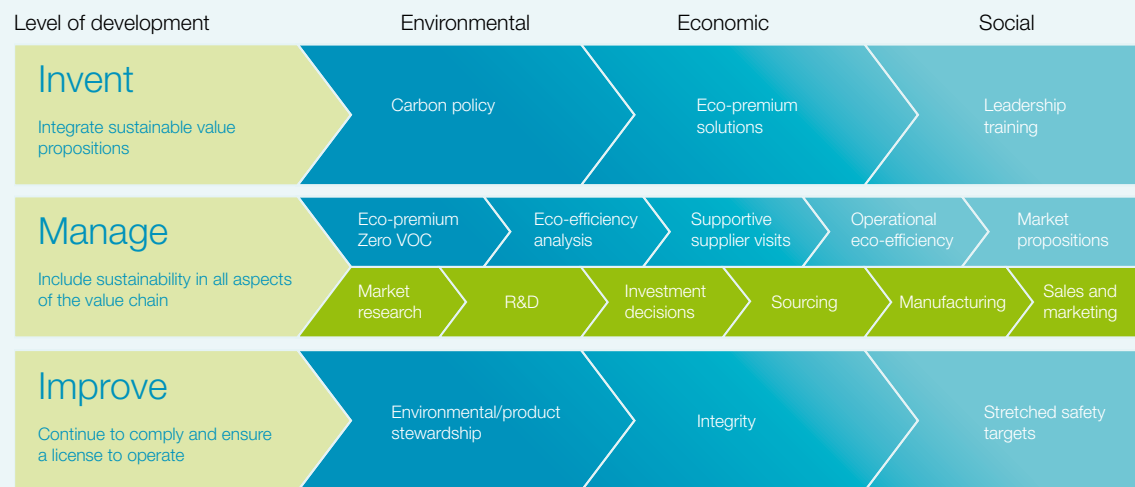 Level of development
Environmental
Economic
Social
Invent
Integrate sustainable value
propositions
Carbon policy
Eco-premium
solutions
Leadership
training
Manage
Include sustainability in all aspects
of the value chain
Eco-premium
Zero VOC
Eco-efficiency
analysis
Supportive
supplier visits
Operational
eco-efficiency
Market
propositions
Market
research
R&D
Investment
decisions
Sourcing
Manufacturing
Sales and
marketing
Improve
Continue to comply and ensure
a license to operate
Environmental/product
stewardship
Integrity
Stretched safety
targets